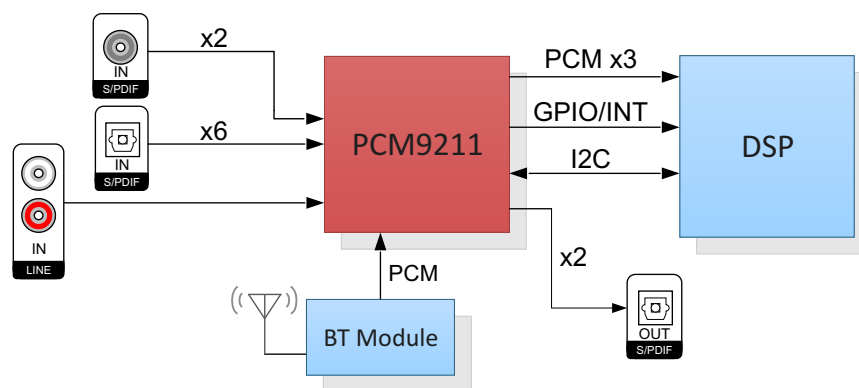 IN
S/PDIF
x2
IN
S/PDIF
x6
IN
LINE
PCM9211
PCM x3
GPIO/INT
I2C
DSP
x2
PCM
BT Module
OUT
S/PDIF